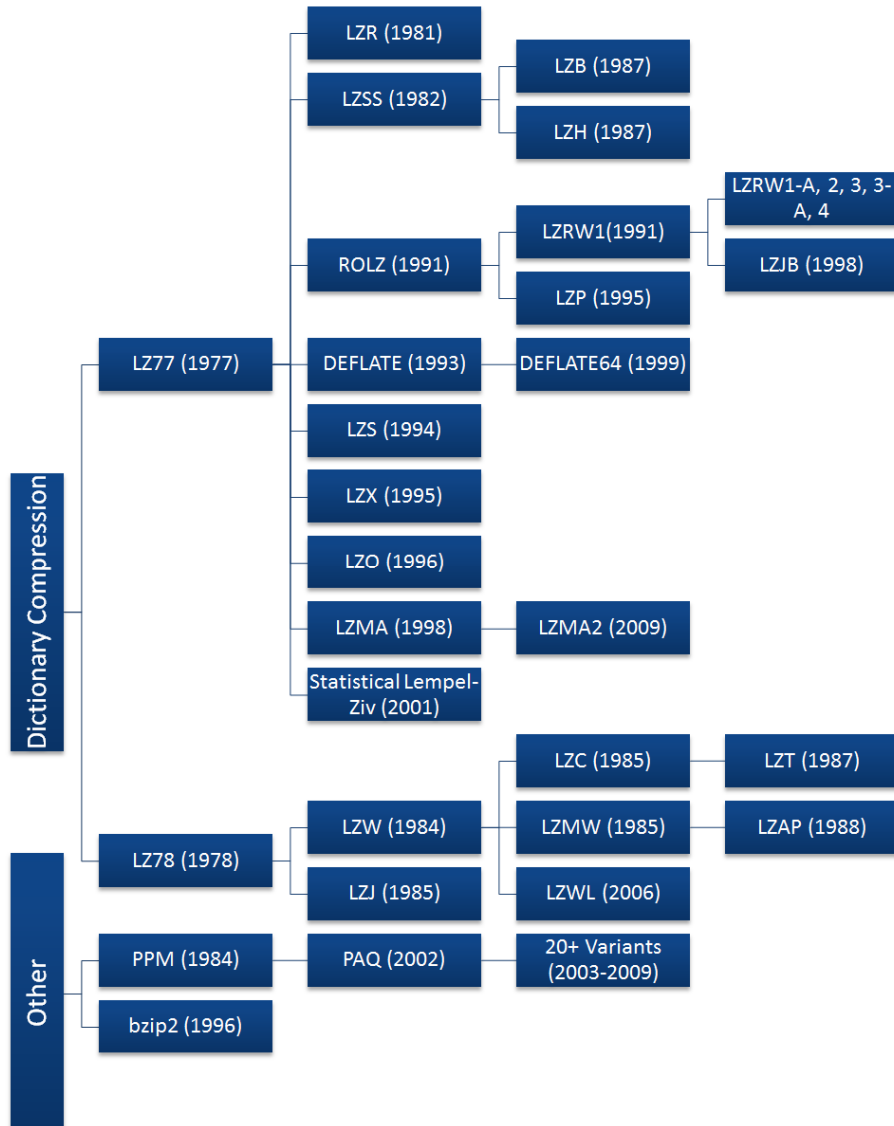 LZR (1981)
LZSS (1982)
LZB (1987)
LZH (1987)
LZRW1-A, 2, 3, 3-
A, 4
LZRW1(1991)
ROLZ (1991)
LZJB (1998)
LZP (1995)
LZ77 (1977)
DEFLATE (1993)
DEFLATE64 (1999)
LZS (1994)
LZX (1995)
LZO (1996)
Dictionary Compression
LZMA (1998)
LZMA2 (2009)
Statistical Lempel-
Ziv (2001)
LZC (1985)
LZT (1987)
LZ78 (1978)
LZW (1984)
LZMW (1985)
LZAP (1988)
LZJ (1985)
LZWL (2006)
Other
PPM (1984)
PAQ (2002)
20+ Variants
(2003-2009)
bzip2 (1996)